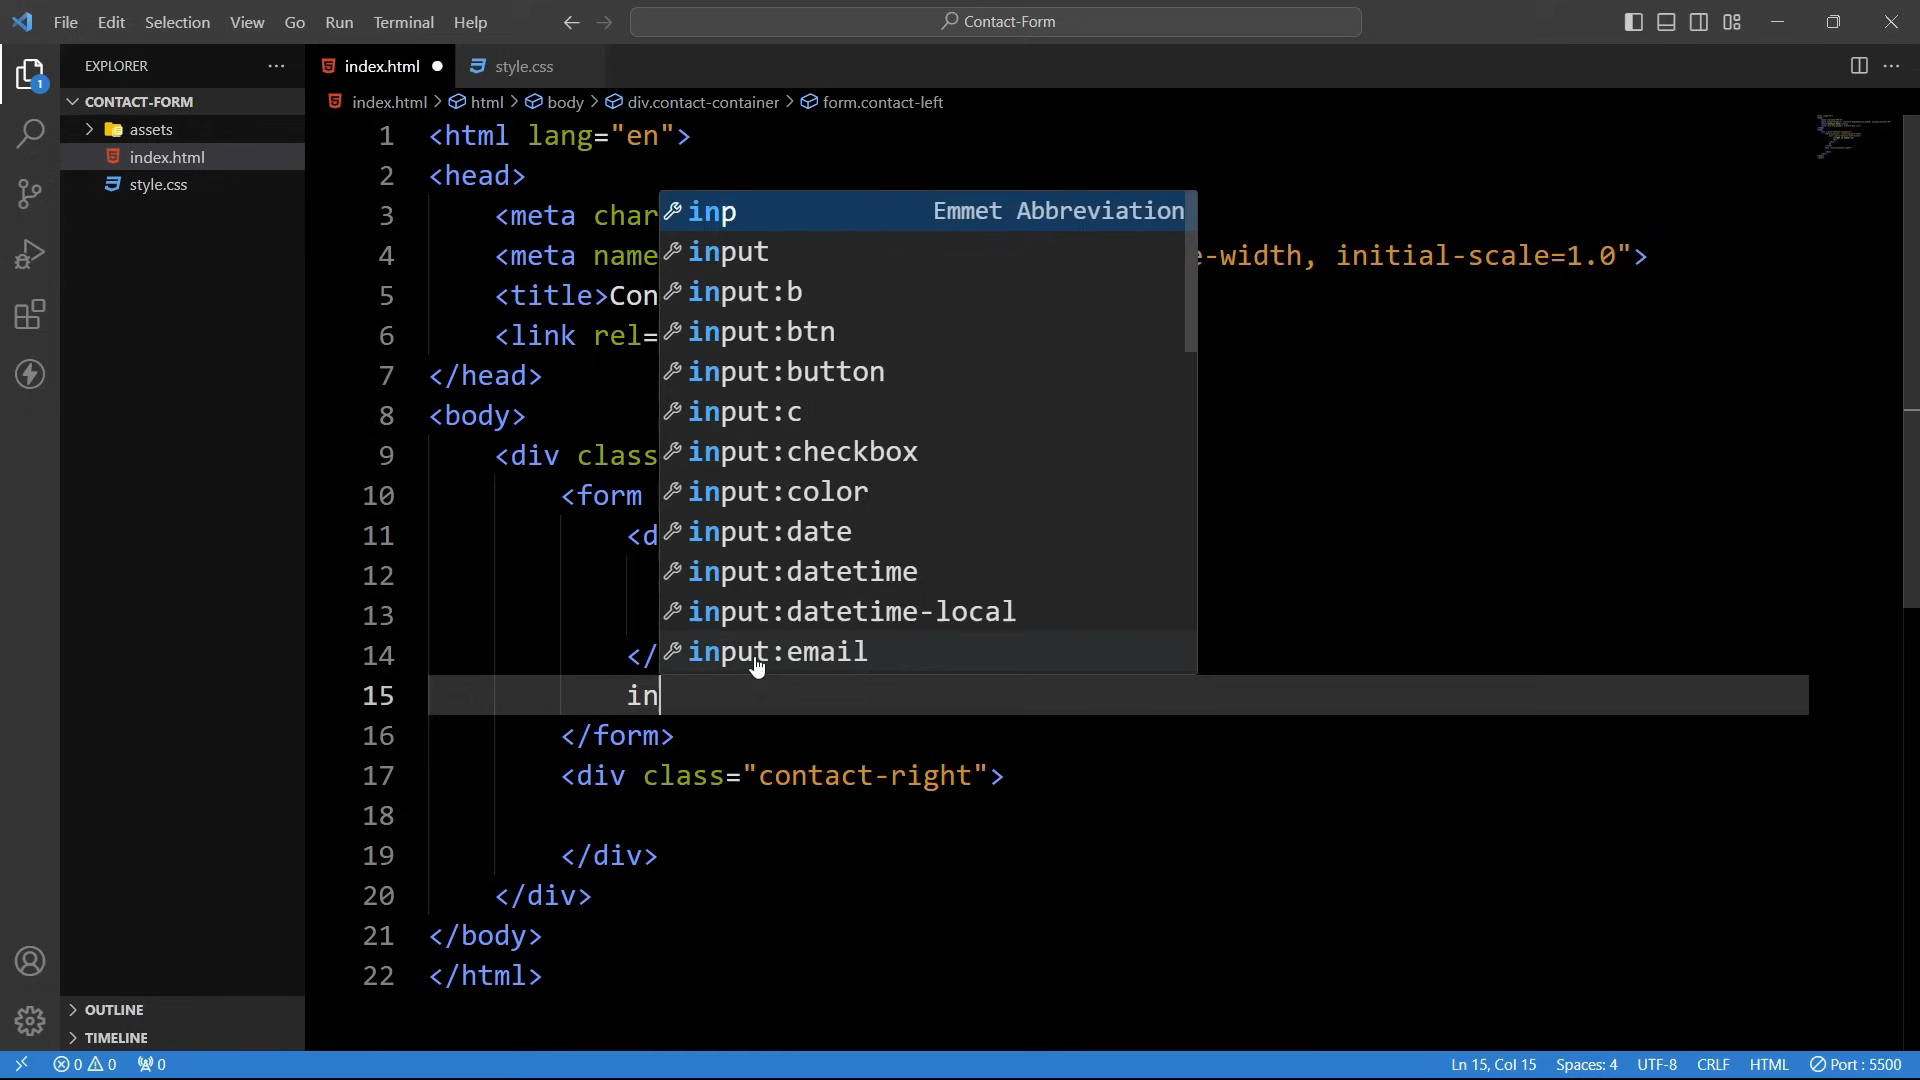 File Edit Selection View Go Run Terminal Help
Contact-Form
EXPLORER
CONTACT-FORM
assets
index.html
style.css
OUTLINE
TIMELINE
1
index.html
style.css
index.html > html > body > div.contact-container > form.contact-left
1 <html lang="en">
2 <head>
3 <meta char
4 <meta name e-width, initial-scale=1.0">
5 <title>Con
6 <link rel=
7 </head>
8 <body>
9 <div class
10 <form
11 <d
12
13
14 </
15 in
16 </form>
17 <div class="contact-right">
18
19 </div>
20 </div>
21 </body>
22 </html>
inp Emmet Abbreviation
input
input:b
input:btn
input:button
input:c
input:checkbox
input:color
input:date
input:datetime
input:datetime-local
input:email
0 0 0
Ln 15, Col 15 Spaces: 4 UTF-8 CRLF HTML Port : 5500